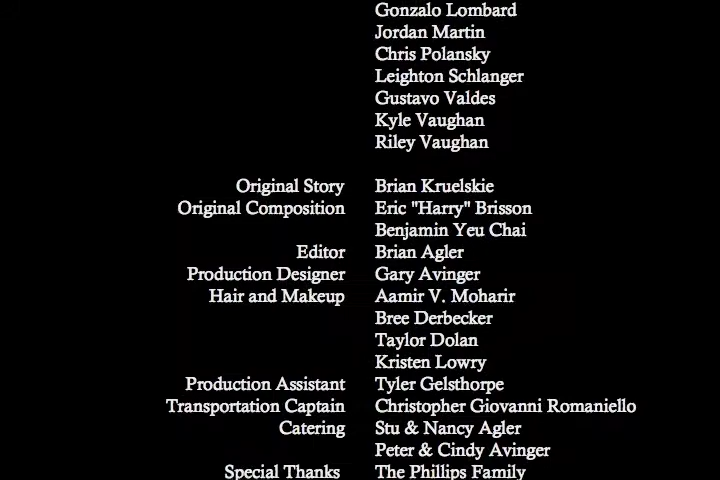 Gonzalo Lombard
Jordan Martin
Chris Polansky
Leighton Schlanger
Gustavo Valdes
Kyle Vaughan
Riley Vaughan
Original Story Brian Kruelskie
Original Composition Eric "Harry" Brisson
Benjamin Yeu Chai
Editor Brian Agler
Production Designer Gary Avinger
Hair and Makeup Aamir V. Moharir
Bree Derbecker
Taylor Dolan
Kristen Lowry
Production Assistant Tyler Gelsthorpe
Transportation Captain Christopher Giovanni Romaniello
Catering Stu & Nancy Agler
Peter & Cindy Avinger
Special Thanks The Phillips Family